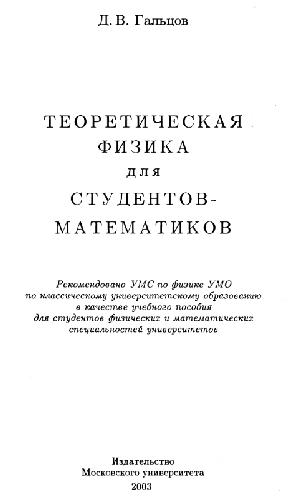 Д. В. Гальцов
ТЕОРЕТИЧЕСКАЯ
ФИЗИКА
для
СТУДЕНТОВ-
МАТЕМАТИКОВ
Рекомендовано УМС по физике УМО
по классическому университетскому образованию
в качестве учебного пособия
для студентов физических и математических
специальностей университетов
Издательство
Московского университета
2003